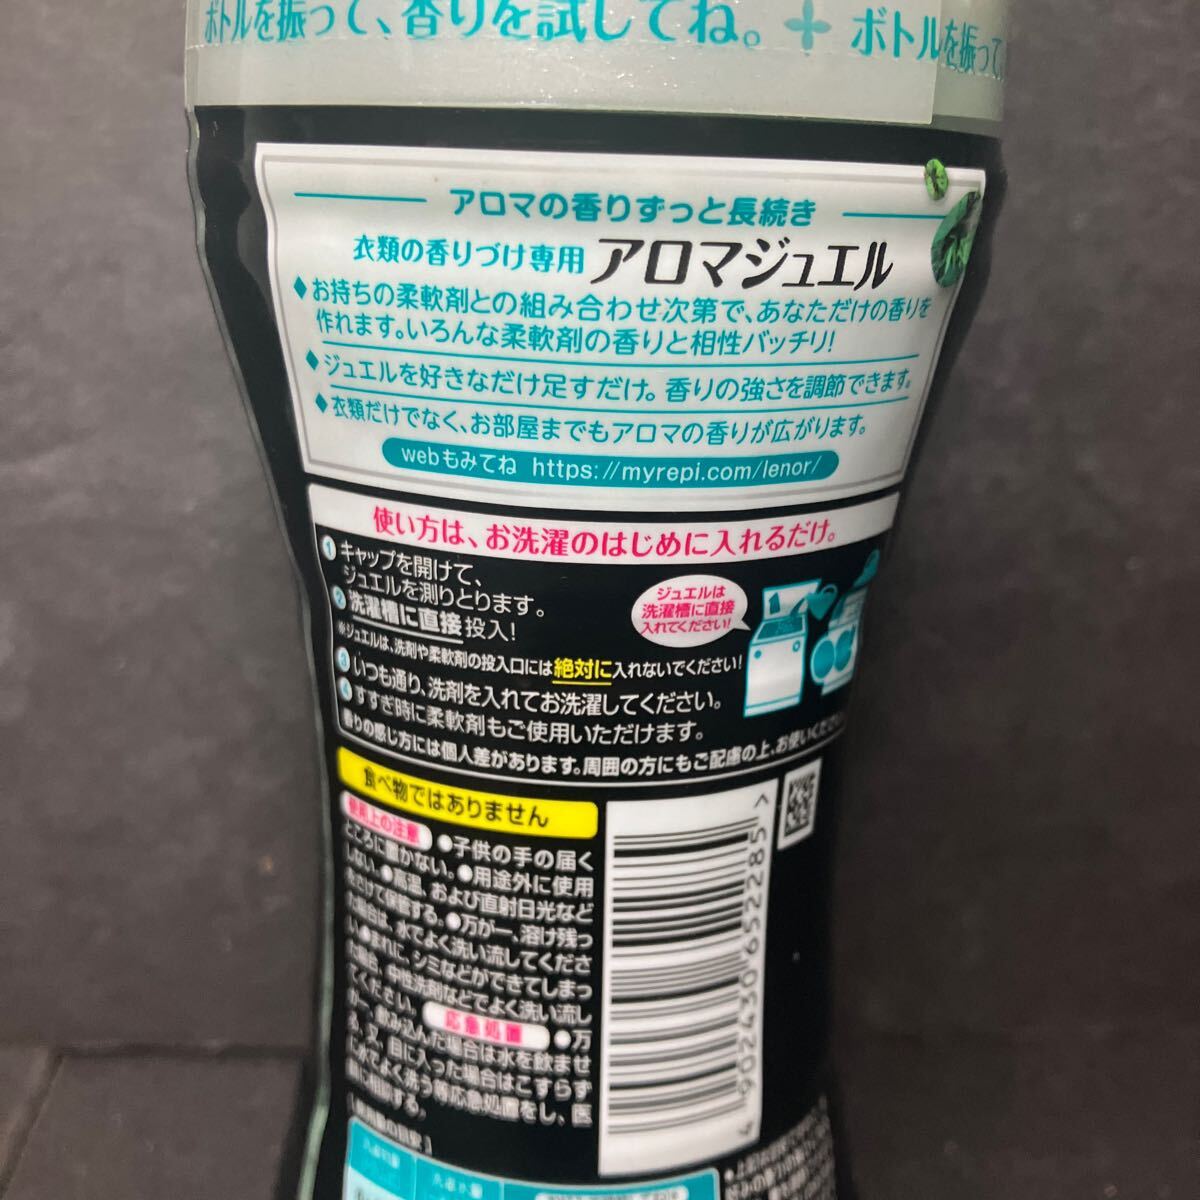 ボトルを振って、香りを試してね。 ボトルを振って、
アロマの香りずっと長続き
衣類の香りづけ専用 アロマジュエル
◆お持ちの柔軟剤との組み合わせ次第で、あなただけの香りを
作れます。いろんな柔軟剤の香りと相性バッチリ!
◆ジュエルを好きなだけ足すだけ。香りの強さを調節できます。
◆衣類だけでなく、お部屋までもアロマの香りが広がります。
webもみてね https://myrepi.com/lenor/
使い方は、お洗濯のはじめに入れるだけ。
1 キャップを開けて、
ジュエルを測りとります。
2 洗濯槽に直接投入!
※ジュエルは、洗剤や柔軟剤の投入口には絶対に入れないでください!
3 いつも通り、洗剤を入れてお洗濯してください。
4 すすぎ時に柔軟剤もご使用いただけます。
香りの感じ方には個人差があります。周囲の方にもご配慮の上、お使いください
ジュエルは
洗濯槽に直接
入れてください!
食べ物ではありません
使用上の注意 ●子供の手の届く
ところに置かない。●用途外に使用
しない。●高温、および直射日光など
をさけて保管する。●万が一、溶け残っ
た場合は、水でよく洗い流してくださ
い。●まれに、シミなどができてしまっ
た場合、中性洗剤などでよく洗い流し
てください。 応急処置 ●万
が一、飲み込んだ場合は水を飲ませ
る。又、目に入った場合はこすらず
に水でよく洗う等応急処置をし、医
師に相談する。
4 902430 652285 >